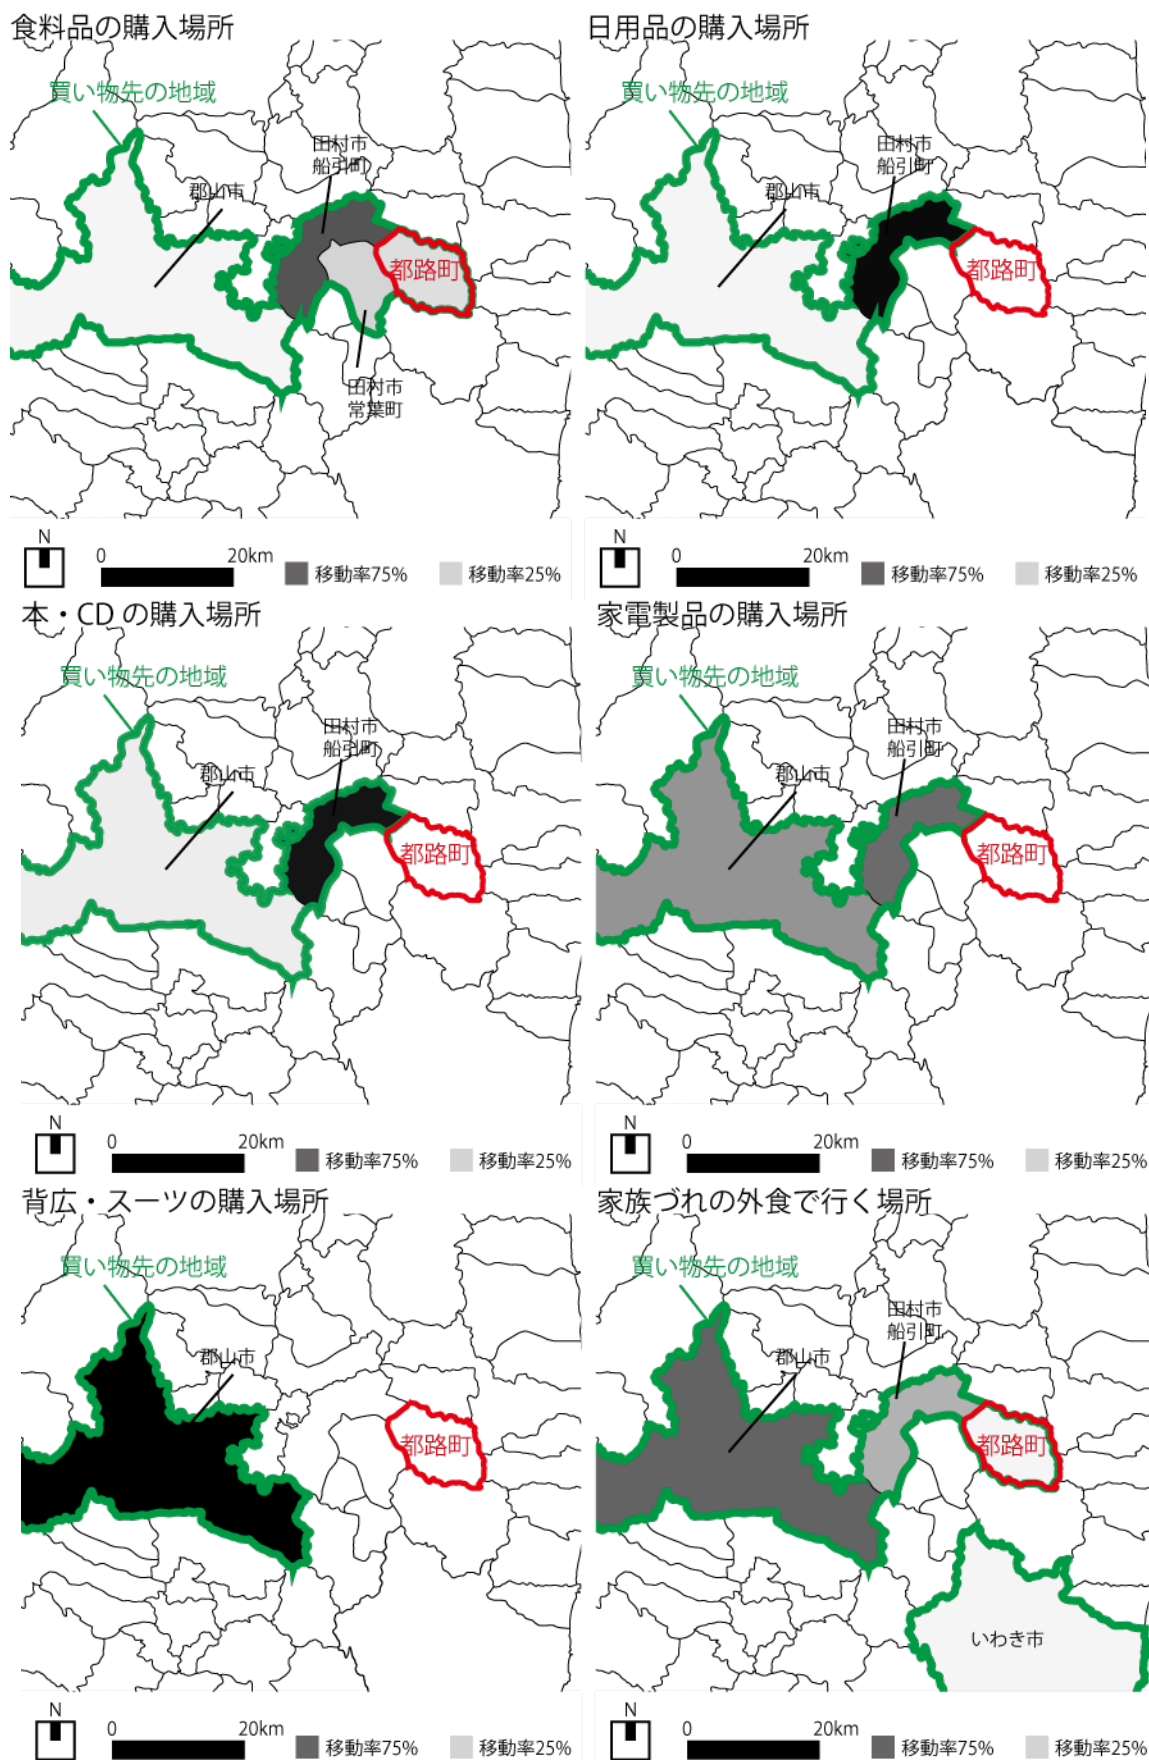 食料品の購入場所
買い物先の地域
田村市
船引町
郡山市
都路町
田村市
常葉町
N
0 20km
移動率75% 移動率25%
日用品の購入場所
買い物先の地域
田村市
船引町
郡山市
都路町
N
0 20km
移動率75% 移動率25%
本・CDの購入場所
買い物先の地域
田村市
船引町
郡山市
都路町
N
0 20km
移動率75% 移動率25%
家電製品の購入場所
買い物先の地域
田村市
船引町
郡山市
都路町
N
0 20km
移動率75% 移動率25%
背広・スーツの購入場所
買い物先の地域
郡山市
都路町
N
0 20km
移動率75% 移動率25%
家族づれの外食で行く場所
買い物先の地域
田村市
船引町
郡山市
都路町
いわき市
N
0 20km
移動率75% 移動率25%